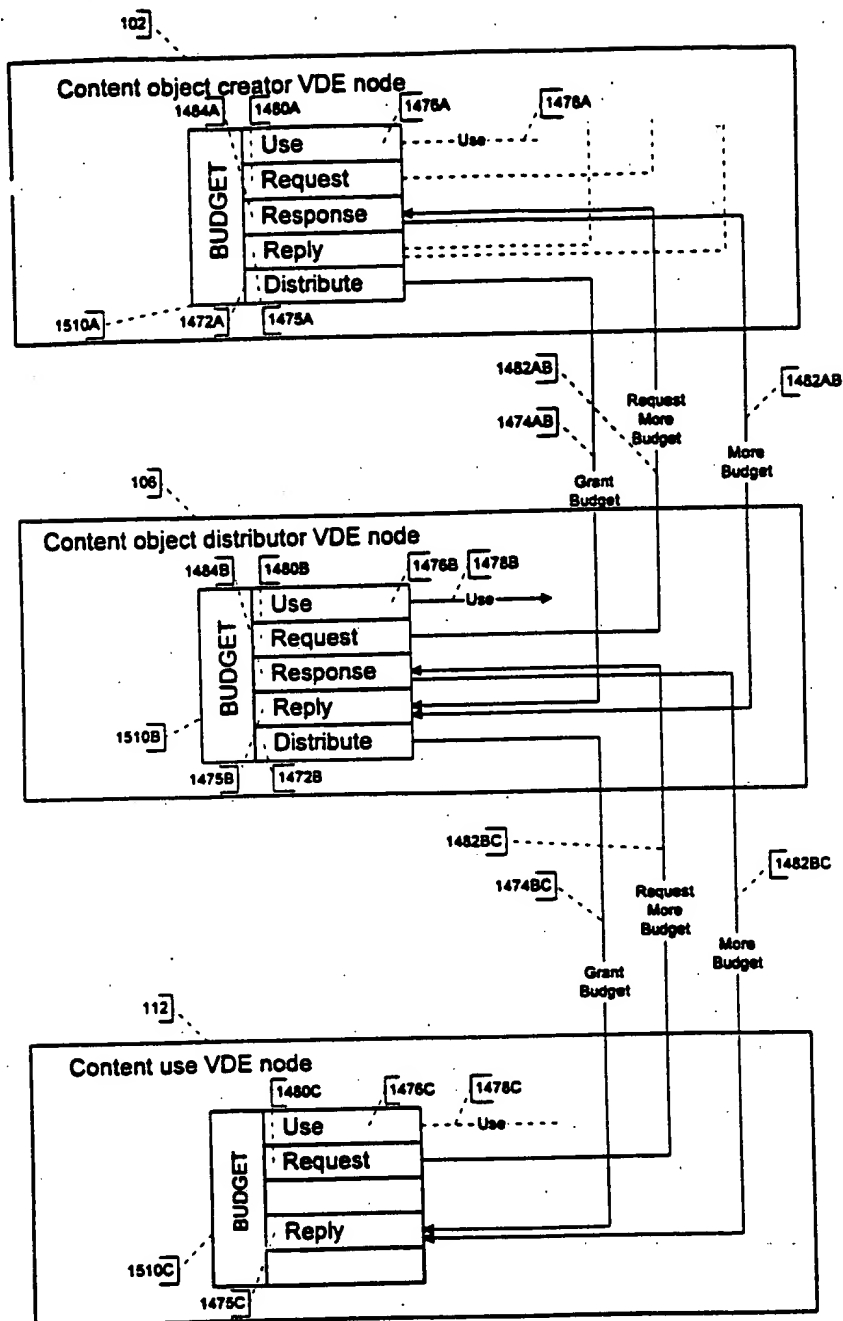 102
Content object creator VDE node
1484A
1480A
1476A
1478A
BUDGET
Use
Use
Request
Response
Reply
Distribute
1510A
1472A
1475A
1482AB
1474AB
1482AB
Request
More
Budget
More
Budget
Grant
Budget
106
Content object distributor VDE node
1484B
1480B
1476B
1478B
BUDGET
Use
Use
Request
Response
Reply
Distribute
1510B
1475B
1472B
1482BC
1474BC
1482BC
Request
More
Budget
More
Budget
Grant
Budget
112
Content use VDE node
1480C
1476C
1478C
BUDGET
Use
Use
Request
Reply
1510C
1475C